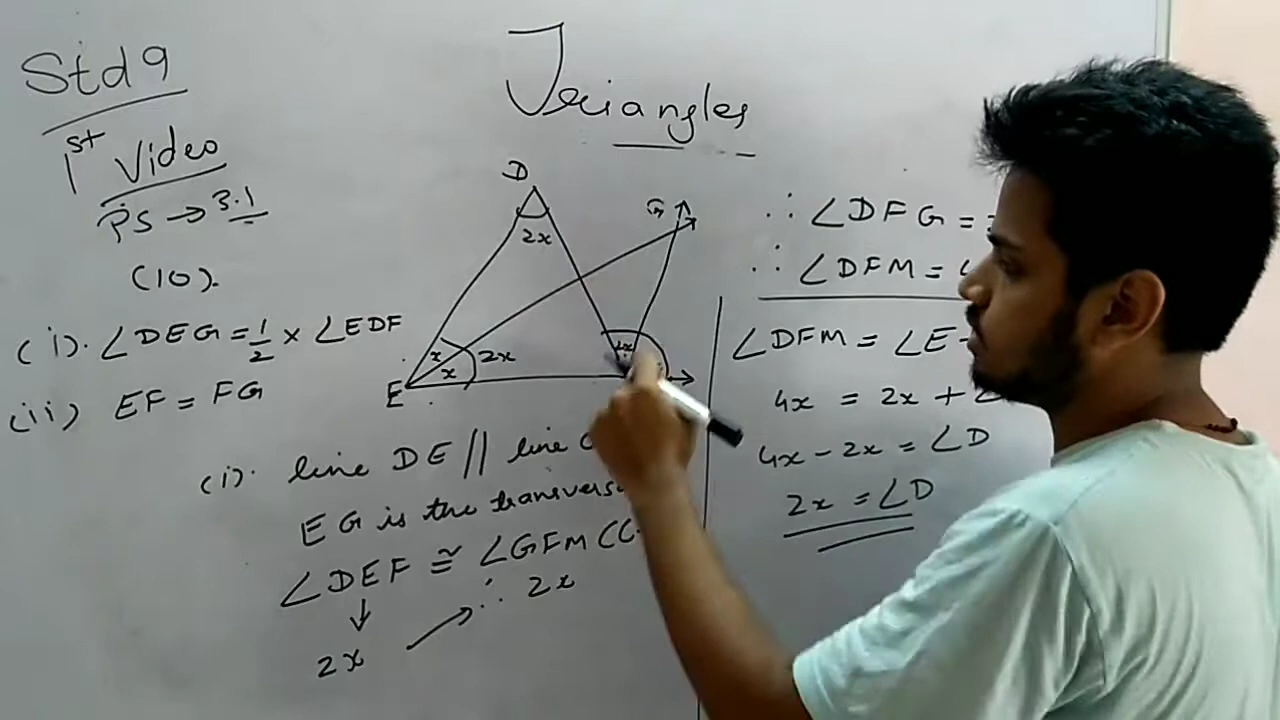 Std 9
1st Video
PS → 3.1
(10).
Triangles
D
2x
G
x
x
2x
2x
E
(i). ∠DEG = 1/2 × ∠EDF
(ii) EF = FG
(i). line DE || line
EG is the
∠DEF ≅ ∠GFM
2x
∴ 2x
∴ ∠DFG =
∴ ∠DFM =
∠DFM = ∠E
4x = 2x +
4x - 2x = ∠D
2x = ∠D